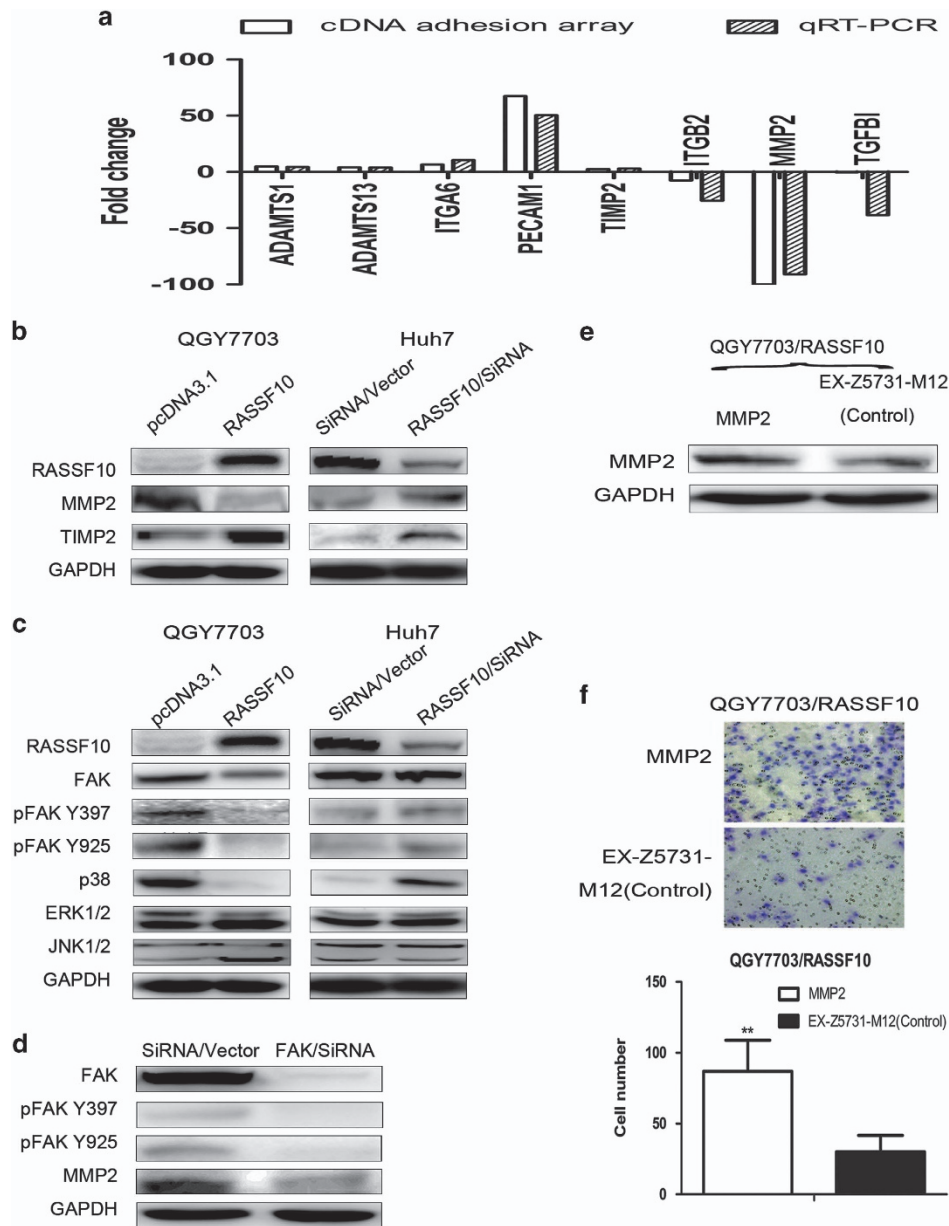 a
cDNA adhesion array
qRT-PCR
Fold change
100
50
0
-50
-100
ADAMTS1
ADAMTS13
ITGA6
PECAM1
TIMP2
ITGB2
MMP2
TGFBI
b
QGY7703
Huh7
pcDNA3.1
RASSF10
SiRNA/Vector
RASSF10/SiRNA
RASSF10
MMP2
TIMP2
GAPDH
e
QGY7703/RASSF10
EX-Z5731-M12
MMP2
(Control)
MMP2
GAPDH
c
QGY7703
Huh7
pcDNA3.1
RASSF10
SiRNA/Vector
RASSF10/SiRNA
RASSF10
FAK
pFAK Y397
pFAK Y925
p38
ERK1/2
JNK1/2
GAPDH
d
SiRNA/Vector FAK/SiRNA
FAK
pFAK Y397
pFAK Y925
MMP2
GAPDH
f
QGY7703/RASSF10
MMP2
EX-Z5731-
M12(Control)
QGY7703/RASSF10
Cell number
150
100
50
0
MMP2
EX-Z5731-M12(Control)
**